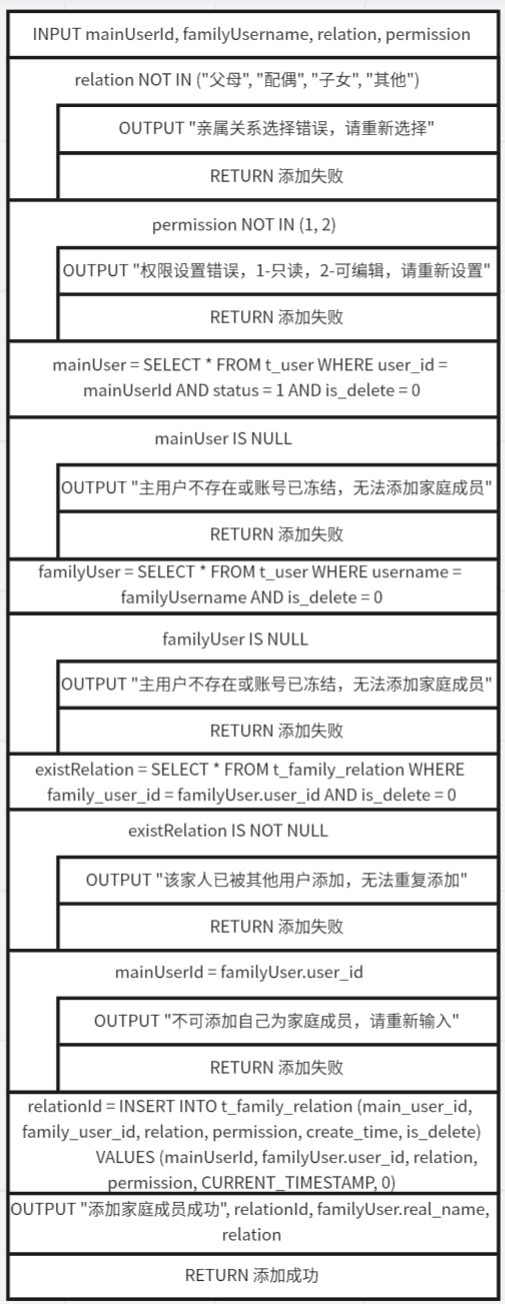 INPUT mainUserId, familyUsername, relation, permission
relation NOT IN ("父母", "配偶", "子女", "其他")
OUTPUT "亲属关系选择错误，请重新选择"
RETURN 添加失败
permission NOT IN (1, 2)
OUTPUT "权限设置错误，1-只读，2-可编辑，请重新设置"
RETURN 添加失败
mainUser = SELECT * FROM t_user WHERE user_id =
mainUserId AND status = 1 AND is_delete = 0
mainUser IS NULL
OUTPUT "主用户不存在或账号已冻结，无法添加家庭成员"
RETURN 添加失败
familyUser = SELECT * FROM t_user WHERE username =
familyUsername AND is_delete = 0
familyUser IS NULL
OUTPUT "主用户不存在或账号已冻结，无法添加家庭成员"
RETURN 添加失败
existRelation = SELECT * FROM t_family_relation WHERE
family_user_id = familyUser.user_id AND is_delete = 0
existRelation IS NOT NULL
OUTPUT "该家人已被其他用户添加，无法重复添加"
RETURN 添加失败
mainUserId = familyUser.user_id
OUTPUT "不可添加自己为家庭成员，请重新输入"
RETURN 添加失败
relationId = INSERT INTO t_family_relation (main_user_id,
family_user_id, relation, permission, create_time, is_delete)
VALUES (mainUserId, familyUser.user_id, relation,
permission, CURRENT_TIMESTAMP, 0)
OUTPUT "添加家庭成员成功", relationId, familyUser.real_name,
relation
RETURN 添加成功